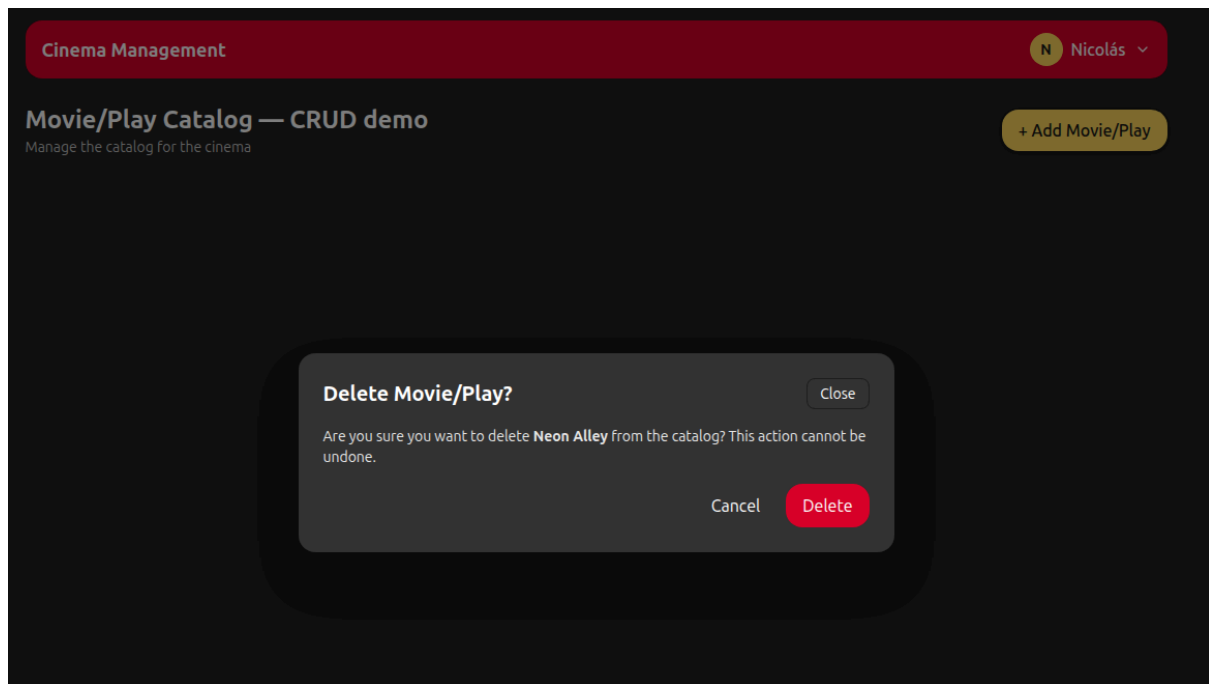 Cinema Management
N Nicolás
Movie/Play Catalog — CRUD demo
Manage the catalog for the cinema
+ Add Movie/Play
Delete Movie/Play?
Close
Are you sure you want to delete Neon Alley from the catalog? This action cannot be
undone.
Cancel
Delete